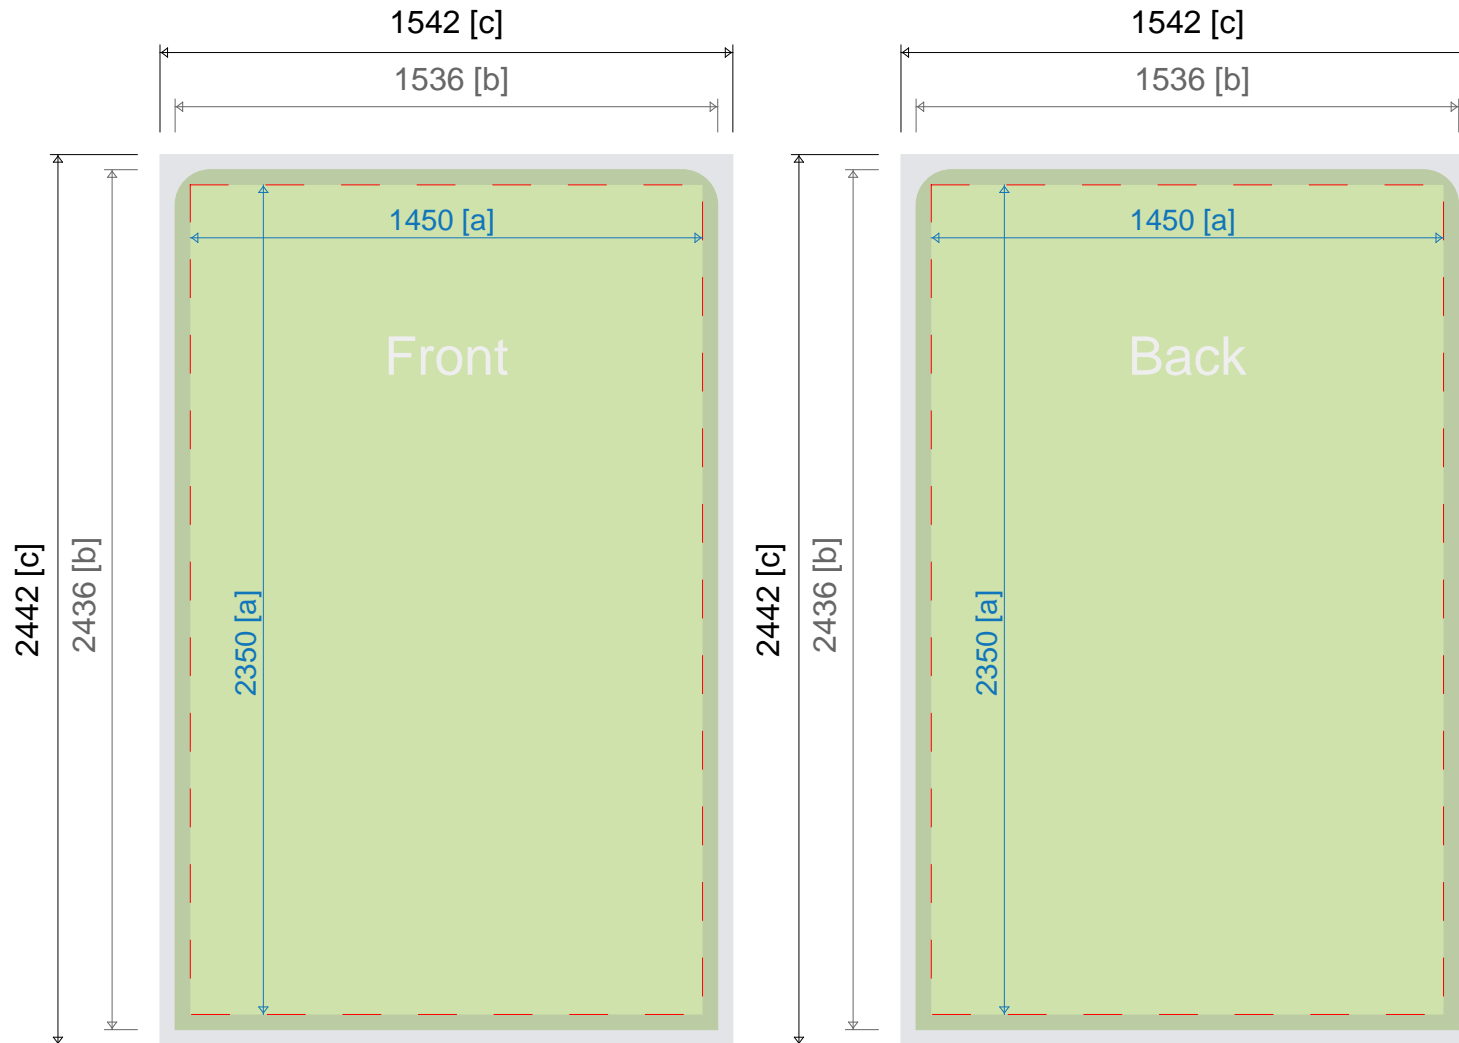 1542 [c]
1536 [b]
1450 [a]
Front
2350 [a]
2436 [b]
2442 [c]
1542 [c]
1536 [b]
1450 [a]
Back
2350 [a]
2436 [b]
2442 [c]